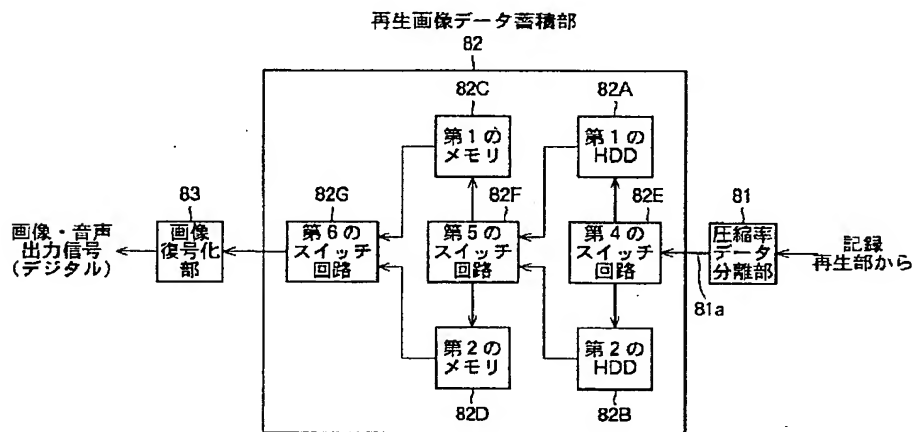 再生画像データ蓄積部
82
82C
82A
第1の
メモリ
第1の
HDD
83
82G
82F
82E
81
画像・音声
出力信号
(デジタル)
画像
復号化
部
第6の
スイッチ
回路
第5の
スイッチ
回路
第4の
スイッチ
回路
圧縮率
データ
分離部
記録
再生部から
81a
第2の
メモリ
第2の
HDD
82D
82B